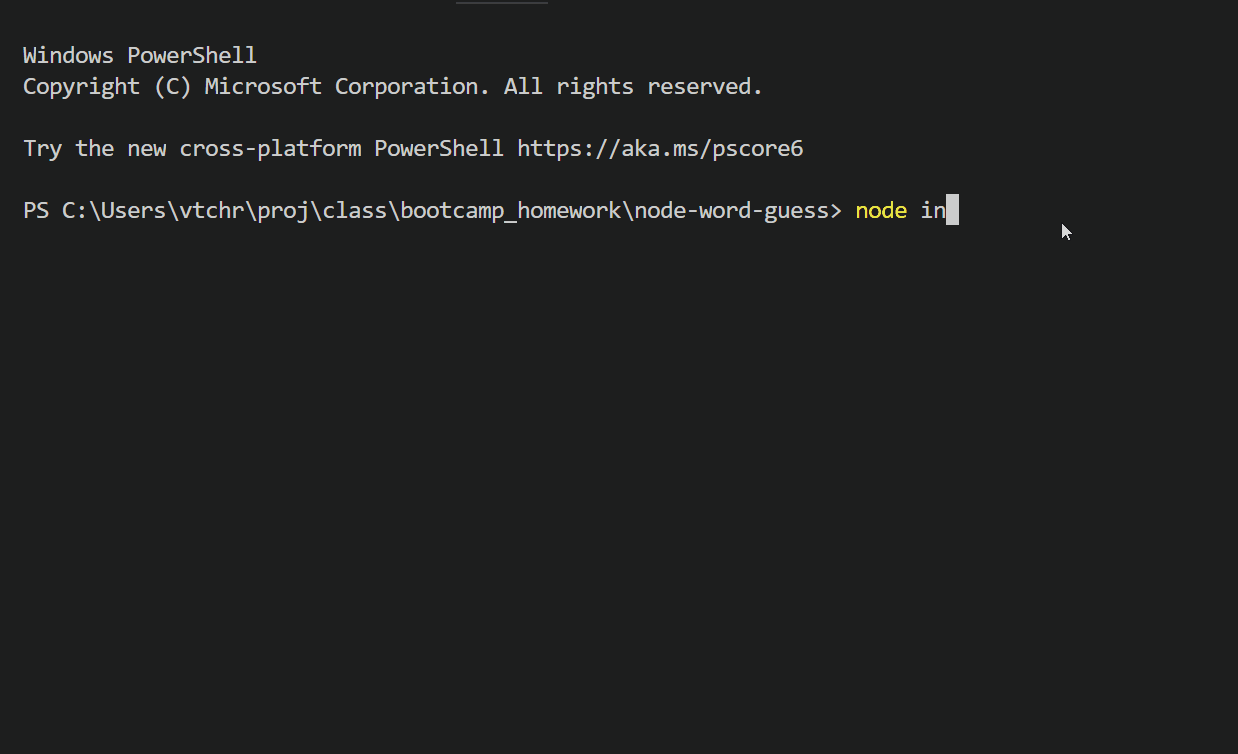 Windows PowerShell
Copyright (C) Microsoft Corporation. All rights reserved.
Try the new cross-platform PowerShell https://aka.ms/pscore6
PS C:\Users\vtchr\proj\class\bootcamp_homework\node-word-guess> node in